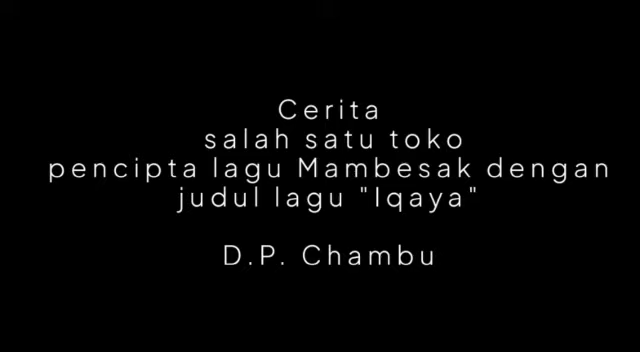 Cerita
salah satu toko
pencipta lagu Mambesak dengan
judul lagu "Iqaya"
D.P. Chambu